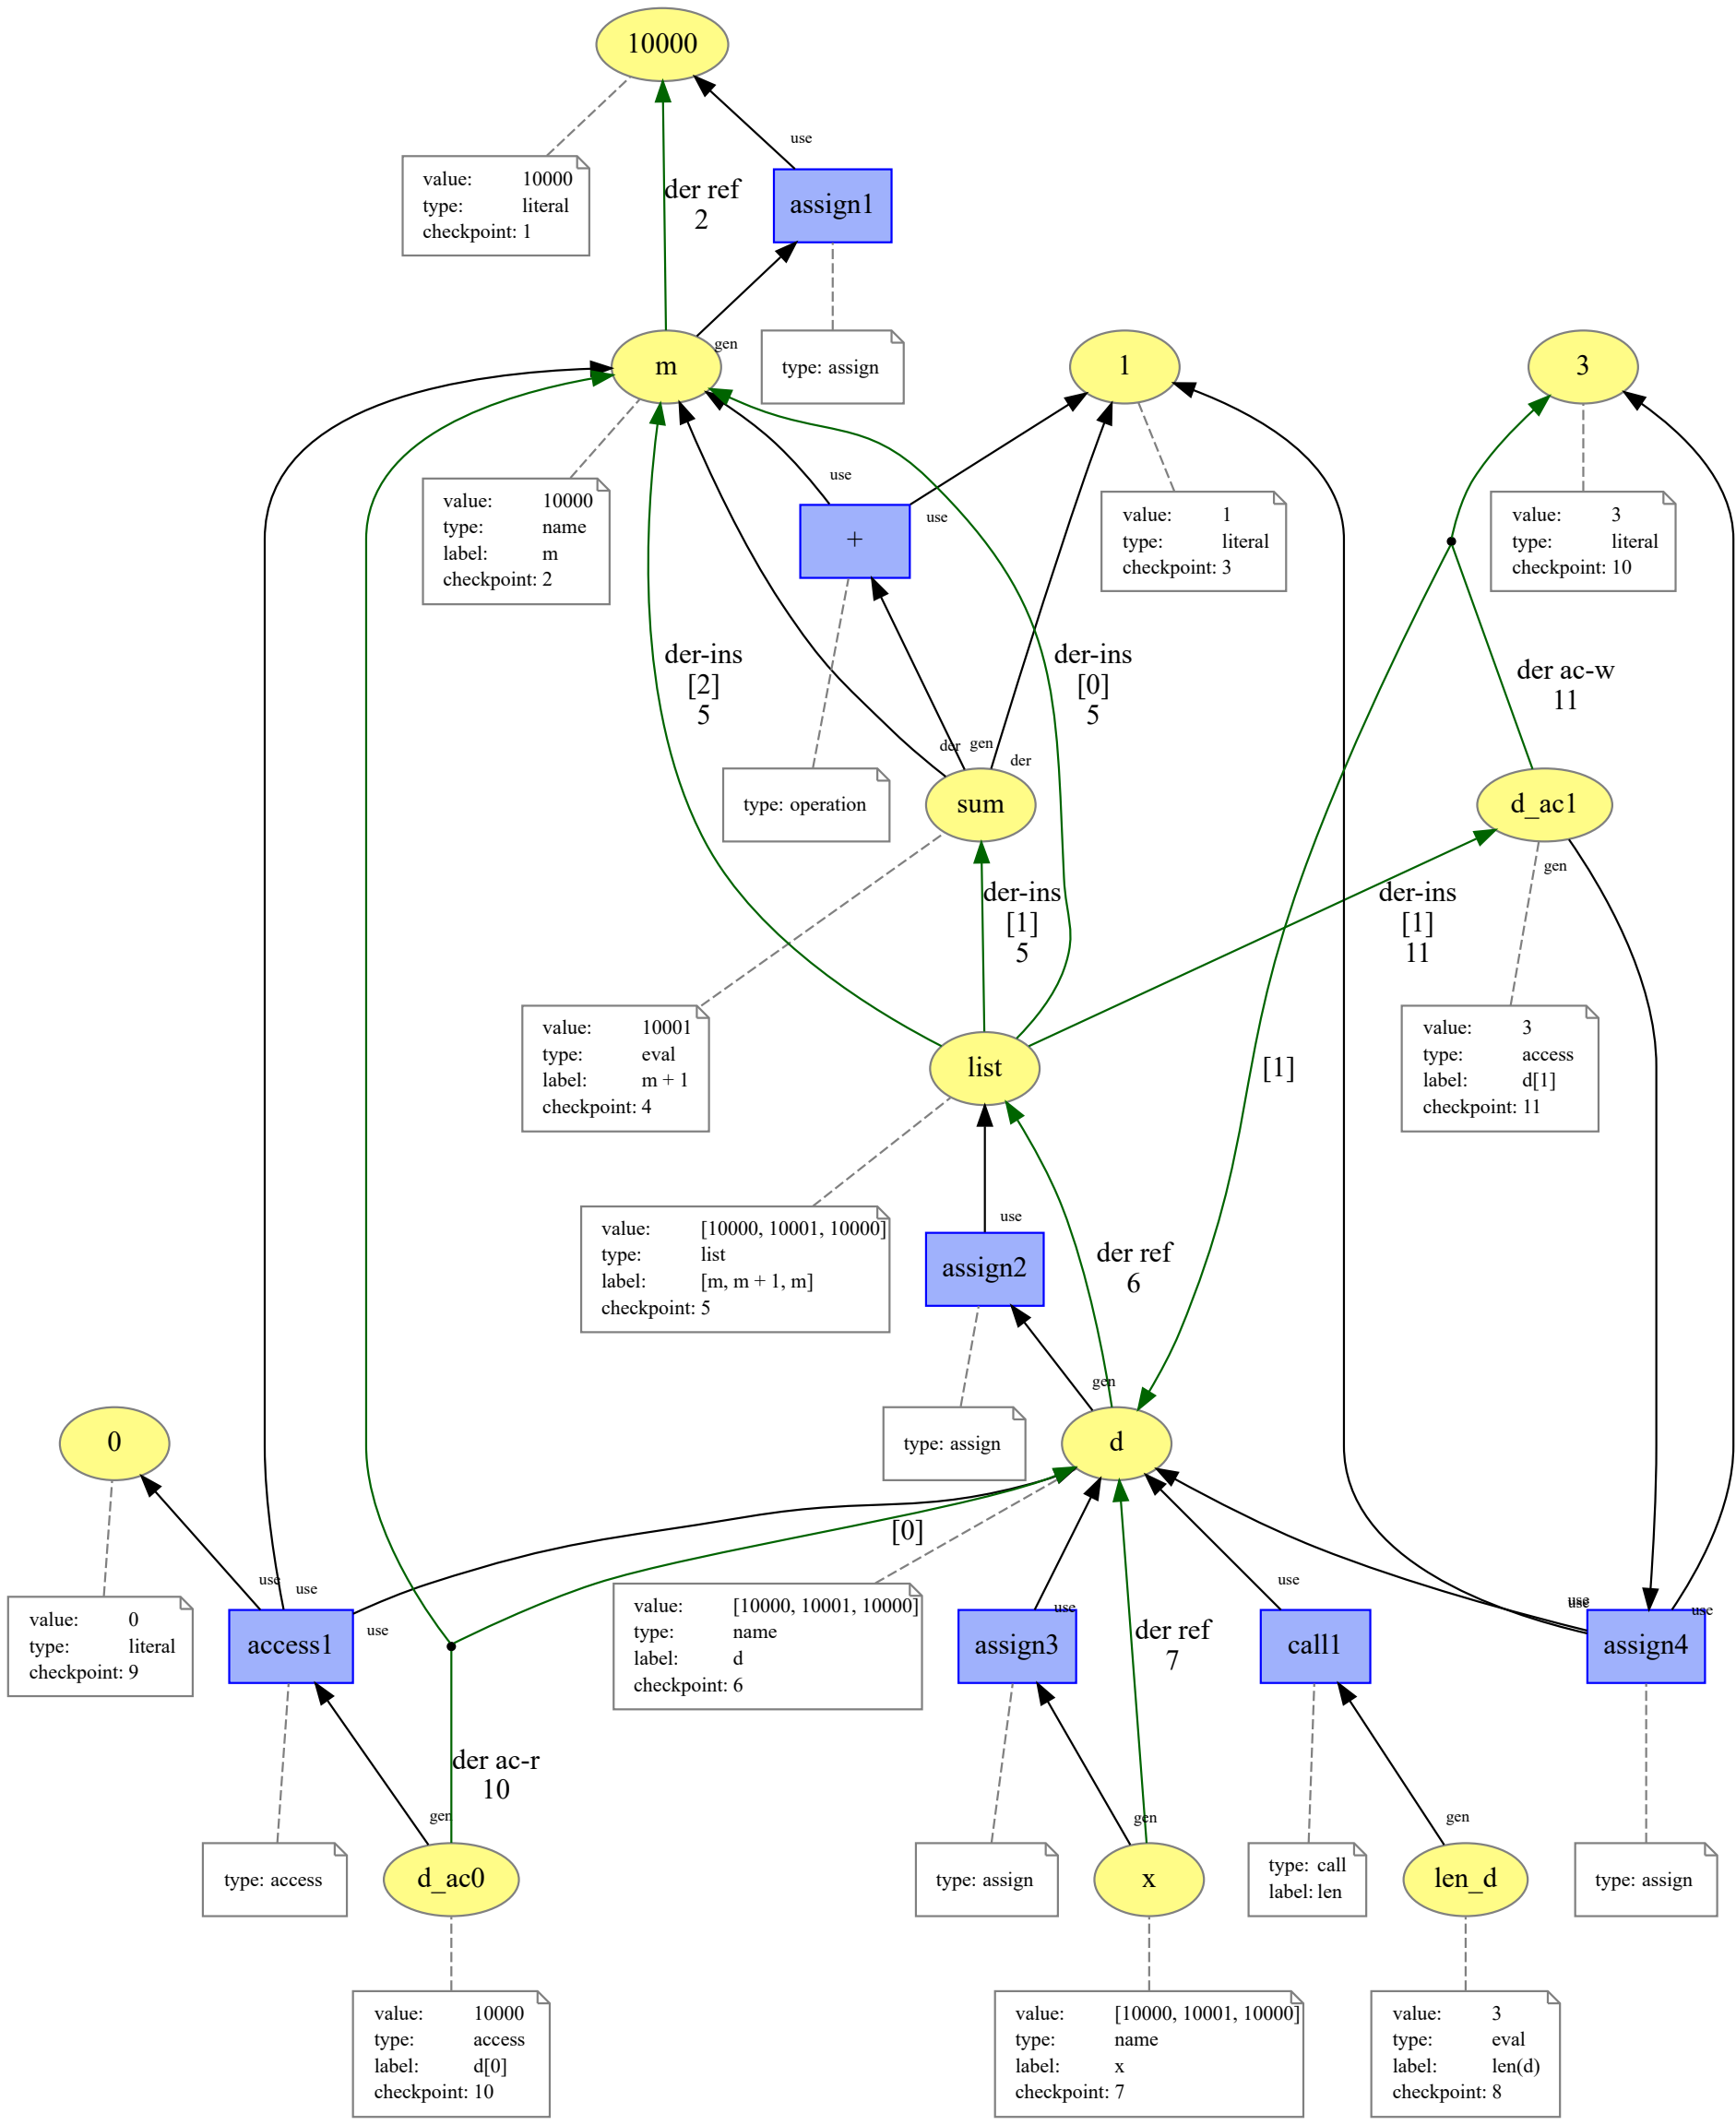 10000
use
value: 10000
type: literal
checkpoint: 1
der ref
2
assign1
gen
m
type: assign
1
3
use
use
value: 10000
type: name
label: m
checkpoint: 2
+
value: 1
type: literal
checkpoint: 3
value: 3
type: literal
checkpoint: 10
der-ins
[2]
5
der-ins
[0]
5
der ac-w
11
der
gen
der
type: operation
sum
d_ac1
gen
der-ins
[1]
5
der-ins
[1]
11
value: 10001
type: eval
label: m + 1
checkpoint: 4
list
[1]
value: 3
type: access
label: d[1]
checkpoint: 11
use
value: [10000, 10001, 10000]
type: list
label: [m, m + 1, m]
checkpoint: 5
assign2
der ref
6
gen
0
type: assign
d
[0]
use
use
use
use
use
use
use
use
value: 0
type: literal
checkpoint: 9
access1
value: [10000, 10001, 10000]
type: name
label: d
checkpoint: 6
assign3
der ref
7
call1
assign4
der ac-r
10
gen
gen
gen
type: access
d_ac0
type: assign
x
type: call
label: len
len_d
type: assign
value: 10000
type: access
label: d[0]
checkpoint: 10
value: [10000, 10001, 10000]
type: name
label: x
checkpoint: 7
value: 3
type: eval
label: len(d)
checkpoint: 8